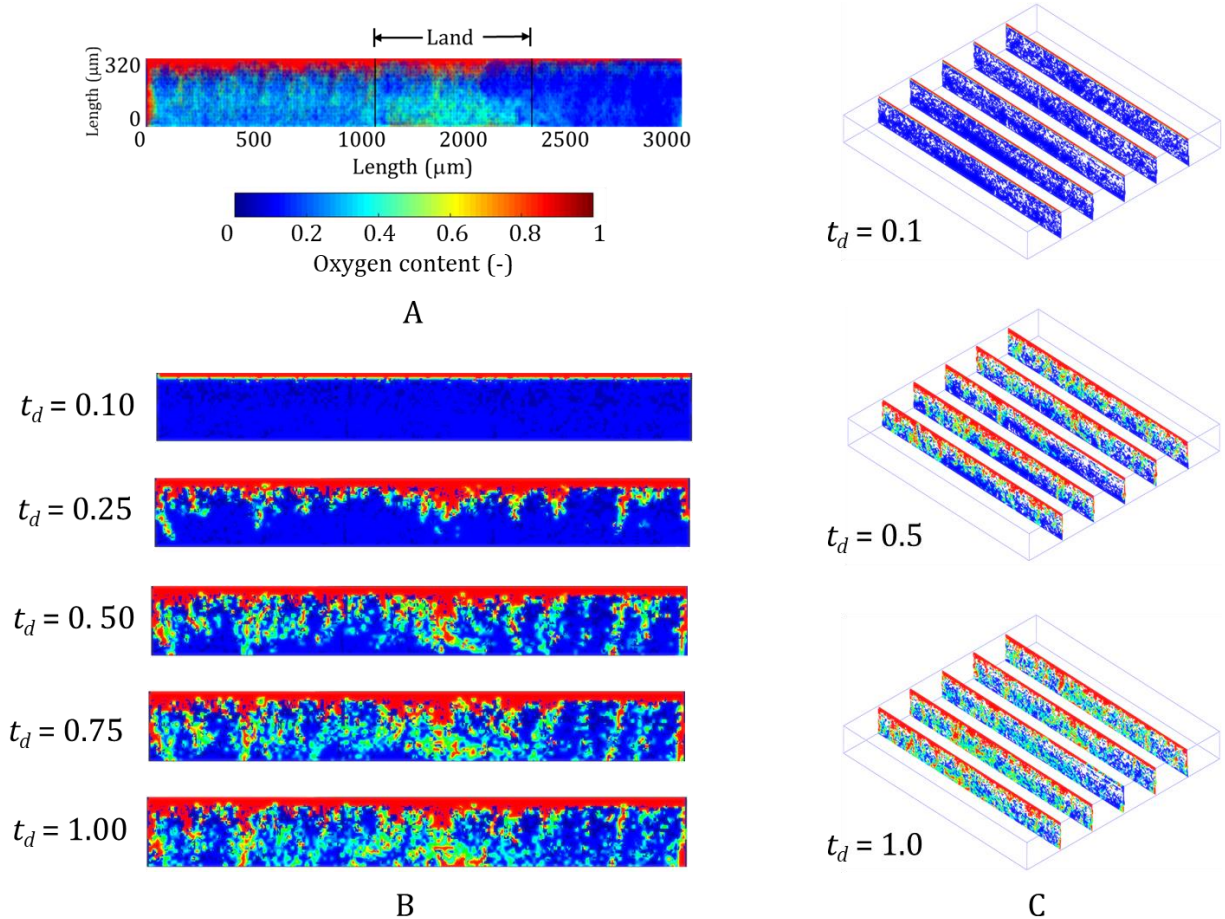 Land
Length (μm)
320
0
0 500 1000 2000 2500 3000
Length (μm)
0 0.2 0.4 0.6 0.8 1
Oxygen content (-)
A
t_d = 0.10
t_d = 0.25
t_d = 0. 50
t_d = 0.75
t_d = 1.00
B
t_d = 0.1
t_d = 0.5
t_d = 1.0
C